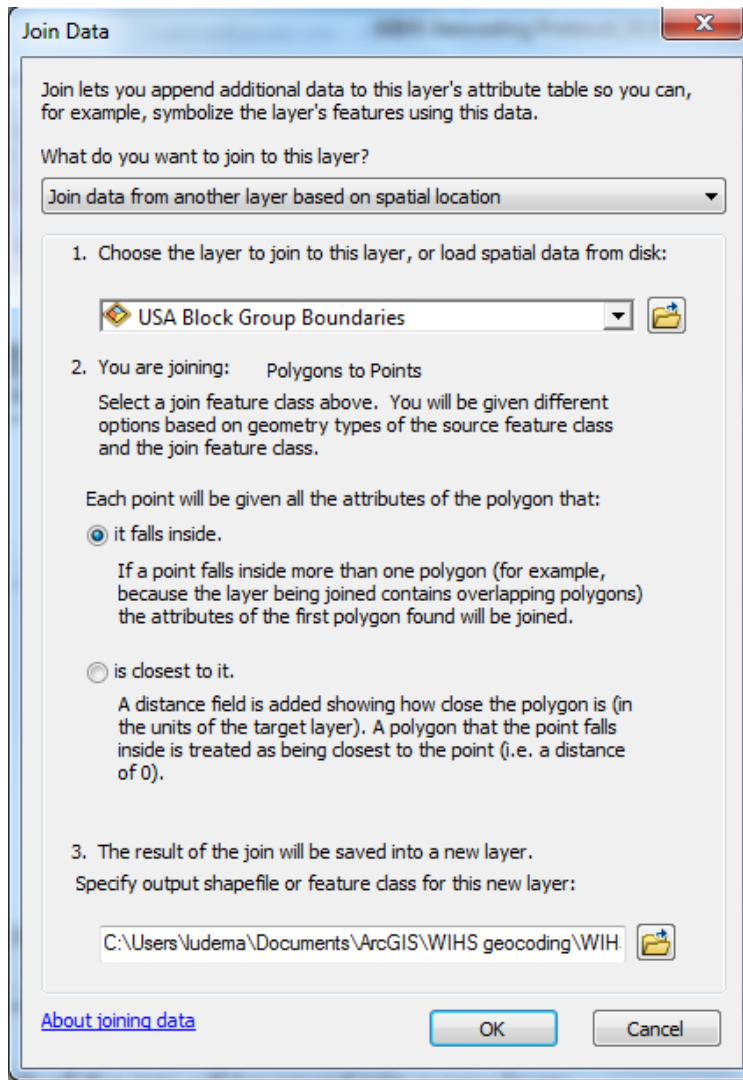 Join Data
Join lets you append additional data to this layer's attribute table so you can,
for example, symbolize the layer's features using this data.
What do you want to join to this layer?
Join data from another layer based on spatial location
1. Choose the layer to join to this layer, or load spatial data from disk:
USA Block Group Boundaries
2. You are joining: Polygons to Points
Select a join feature class above. You will be given different
options based on geometry types of the source feature class
and the join feature class.
Each point will be given all the attributes of the polygon that:
it falls inside.
If a point falls inside more than one polygon (for example,
because the layer being joined contains overlapping polygons)
the attributes of the first polygon found will be joined.
is closest to it.
A distance field is added showing how close the polygon is (in
the units of the target layer). A polygon that the point falls
inside is treated as being closest to the point (i.e. a distance
of 0).
3. The result of the join will be saved into a new layer.
Specify output shapefile or feature class for this new layer:
C:\Users\ludema\Documents\ArcGIS\WIHS geocoding\WIH
About joining data
OK
Cancel